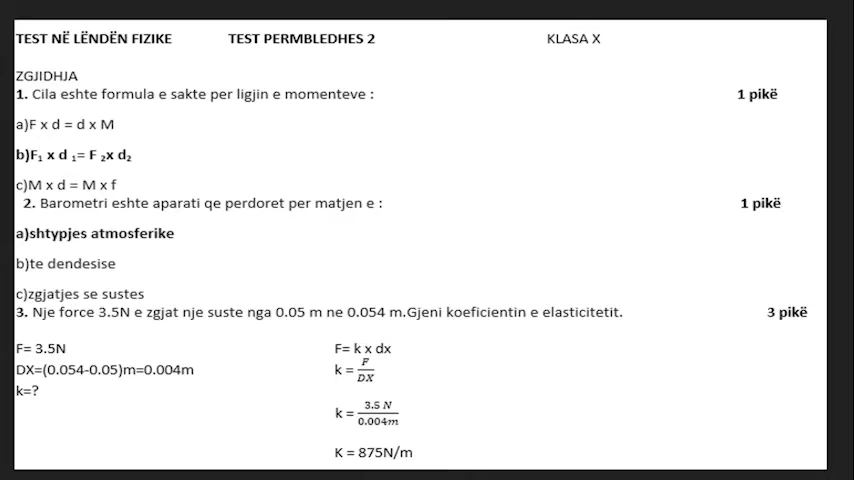 TEST NË LËNDËN FIZIKE TEST PERMBLEDHES 2 KLASA X
ZGJIDHJA
1. Cila eshte formula e sakte per ligjin e momenteve : 1 pikë
a)F x d = d x M
b)F₁ x d ₁= F ₂x d₂
c)M x d = M x f
2. Barometri eshte aparati qe perdoret per matjen e : 1 pikë
a)shtypjes atmosferike
b)te dendesise
c)zgjatjes se sustes
3. Nje force 3.5N e zgjat nje suste nga 0.05 m ne 0.054 m.Gjeni koeficientin e elasticitetit. 3 pikë
F= 3.5N F= k x dx
DX=(0.054-0.05)m=0.004m k = F/DX
k=?
k = 3.5 N/0.004m
K = 875N/m